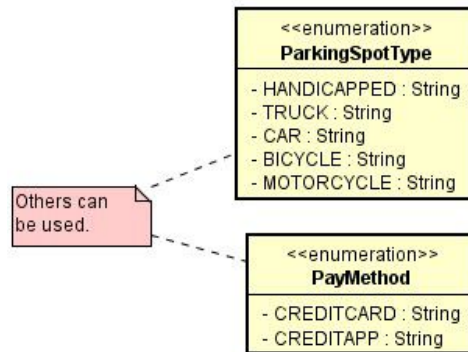 <<enumeration>>
ParkingSpotType
- HANDICAPPED : String
- TRUCK : String
- CAR : String
- BICYCLE : String
- MOTORCYCLE : String
Others can
be used.
<<enumeration>>
PayMethod
- CREDITCARD : String
- CREDITAPP : String